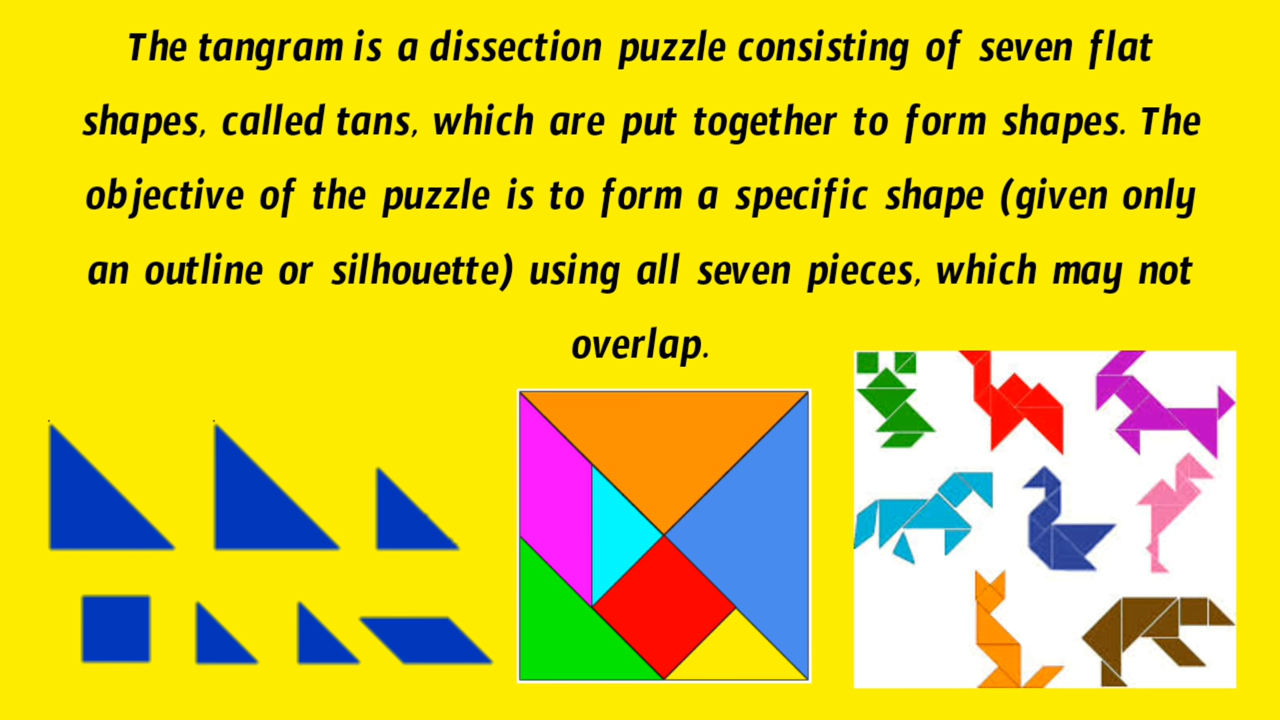 The tangram is a dissection puzzle consisting of seven flat
shapes, called tans, which are put together to form shapes. The
objective of the puzzle is to form a specific shape (given only
an outline or silhouette) using all seven pieces, which may not
overlap.